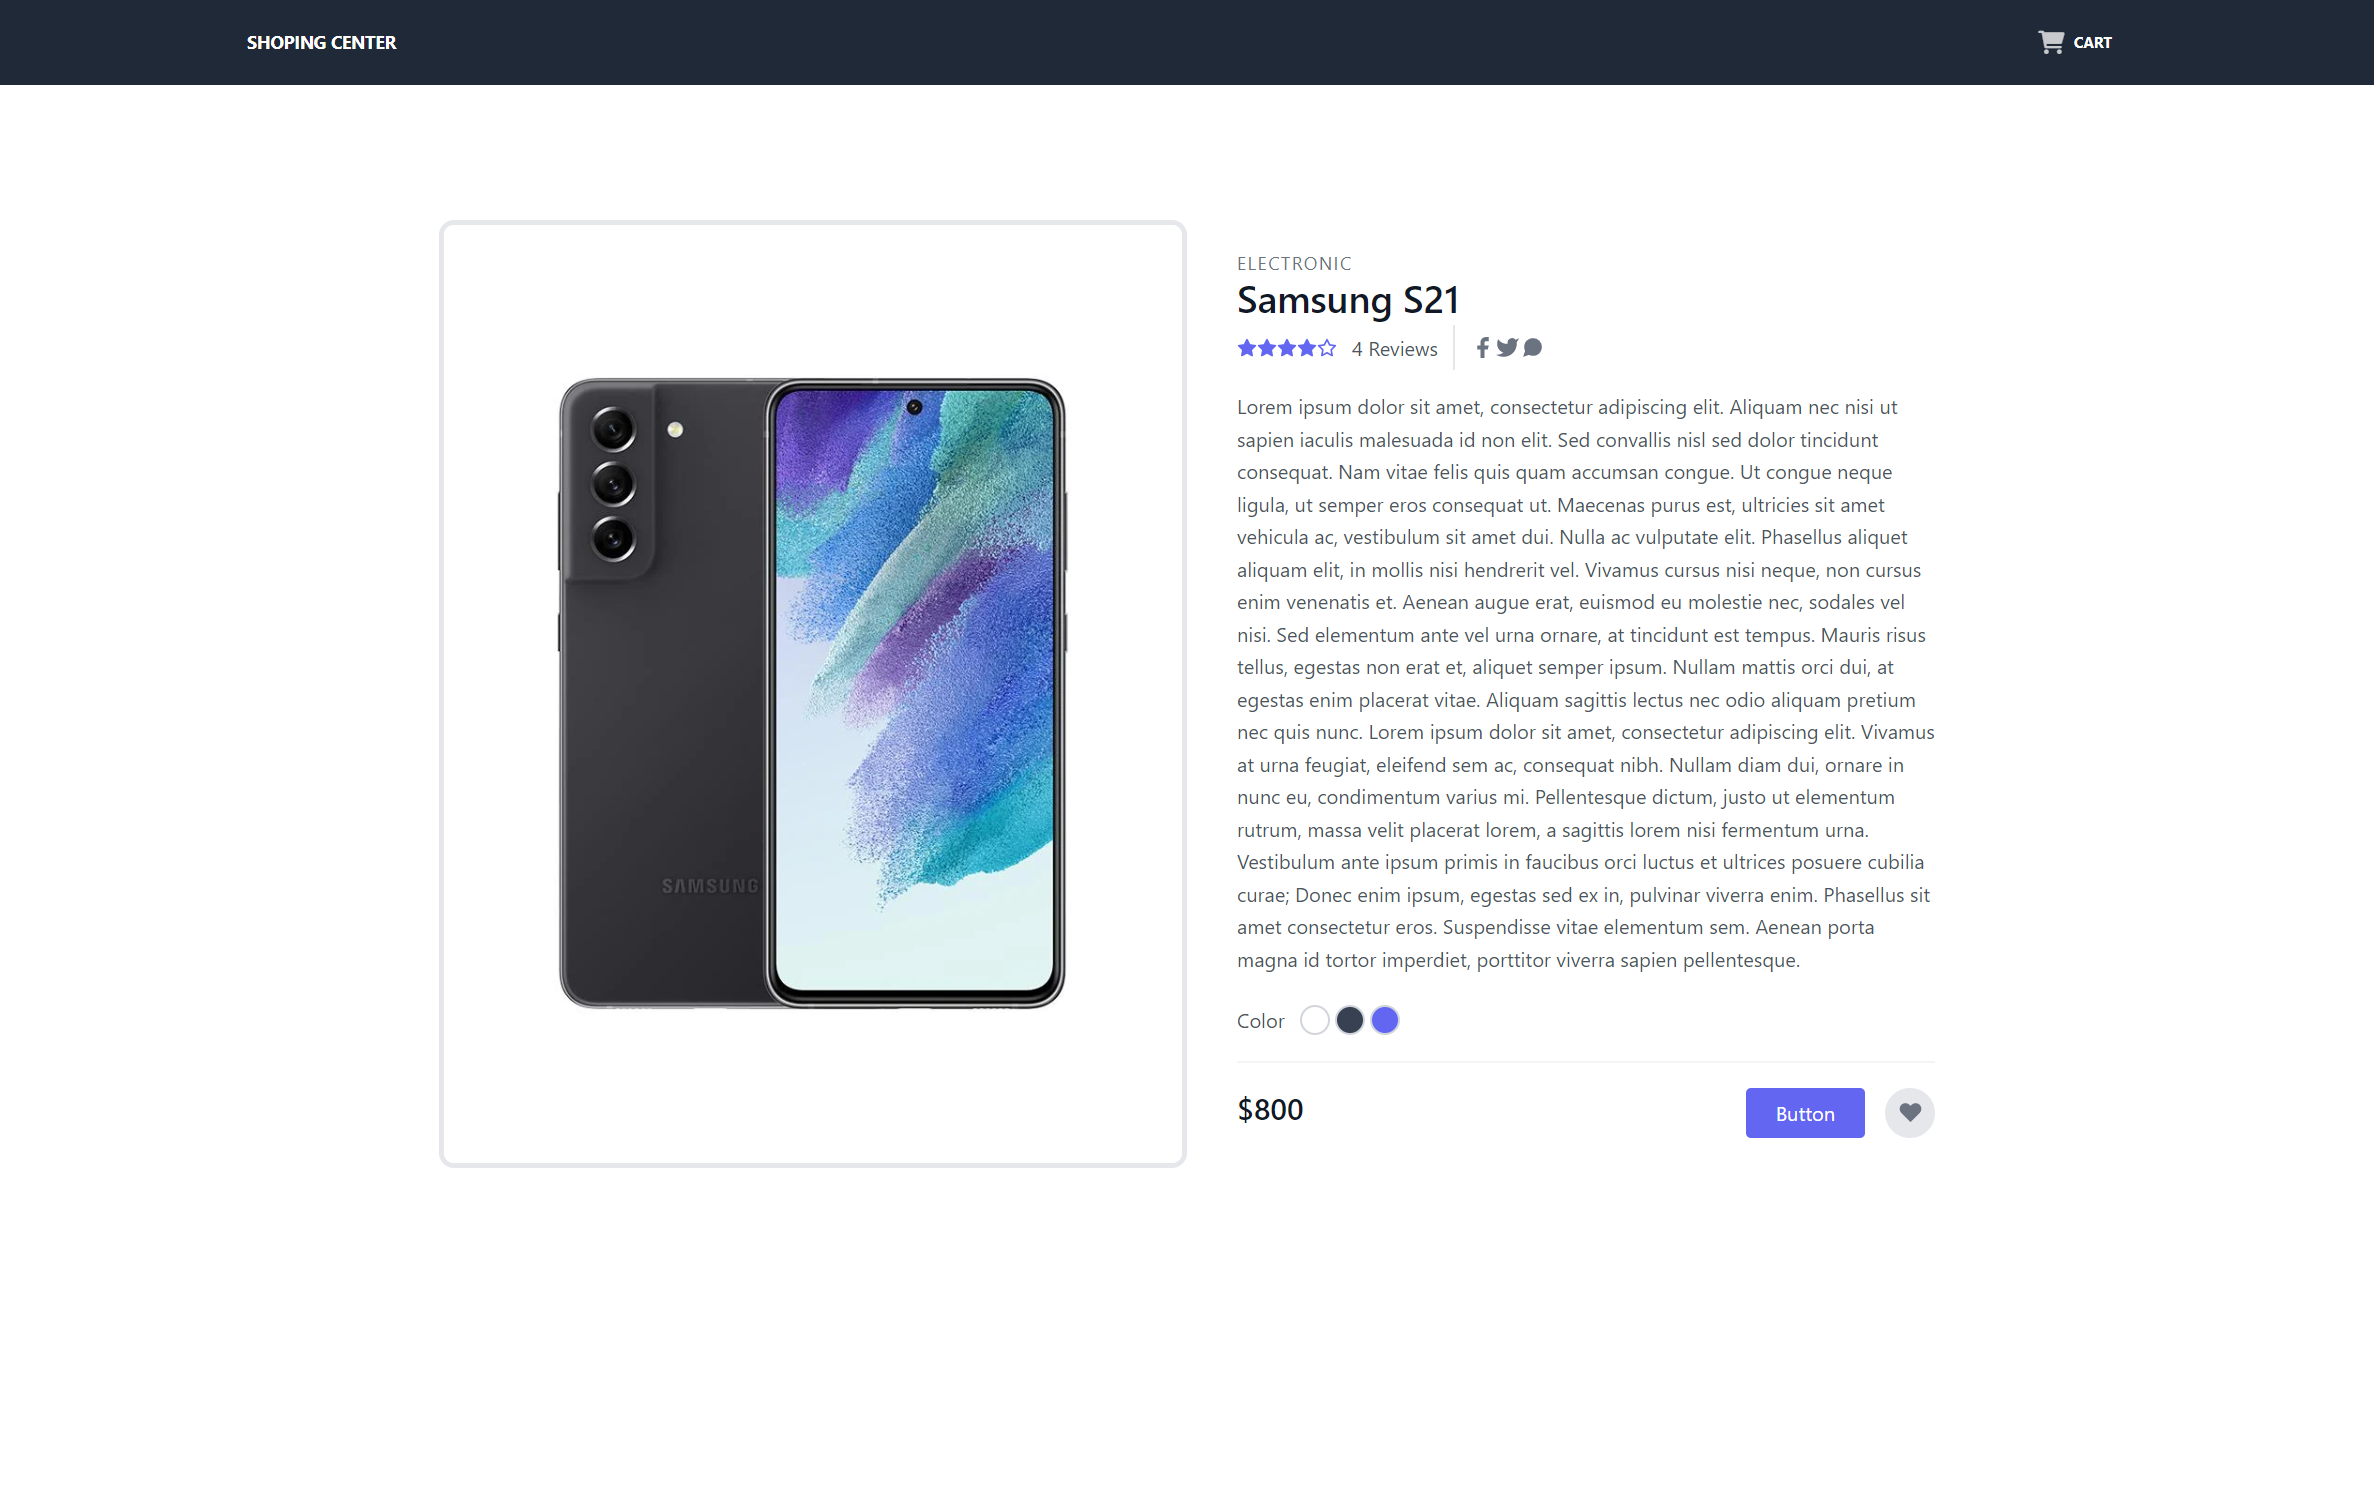 SHOPING CENTER
CART
ELECTRONIC
Samsung S21
4 Reviews
Lorem ipsum dolor sit amet, consectetur adipiscing elit. Aliquam nec nisi ut
sapien iaculis malesuada id non elit. Sed convallis nisl sed dolor tincidunt
consequat. Nam vitae felis quis quam accumsan congue. Ut congue neque
ligula, ut semper eros consequat ut. Maecenas purus est, ultricies sit amet
vehicula ac, vestibulum sit amet dui. Nulla ac vulputate elit. Phasellus aliquet
aliquam elit, in mollis nisi hendrerit vel. Vivamus cursus nisi neque, non cursus
enim venenatis et. Aenean augue erat, euismod eu molestie nec, sodales vel
nisi. Sed elementum ante vel urna ornare, at tincidunt est tempus. Mauris risus
tellus, egestas non erat et, aliquet semper ipsum. Nullam mattis orci dui, at
egestas enim placerat vitae. Aliquam sagittis lectus nec odio aliquam pretium
nec quis nunc. Lorem ipsum dolor sit amet, consectetur adipiscing elit. Vivamus
at urna feugiat, eleifend sem ac, consequat nibh. Nullam diam dui, ornare in
nunc eu, condimentum varius mi. Pellentesque dictum, justo ut elementum
rutrum, massa velit placerat lorem, a sagittis lorem nisi fermentum urna.
Vestibulum ante ipsum primis in faucibus orci luctus et ultrices posuere cubilia
curae; Donec enim ipsum, egestas sed ex in, pulvinar viverra enim. Phasellus sit
amet consectetur eros. Suspendisse vitae elementum sem. Aenean porta
magna id tortor imperdiet, porttitor viverra sapien pellentesque.
SAMSUNG
Color
$800
Button